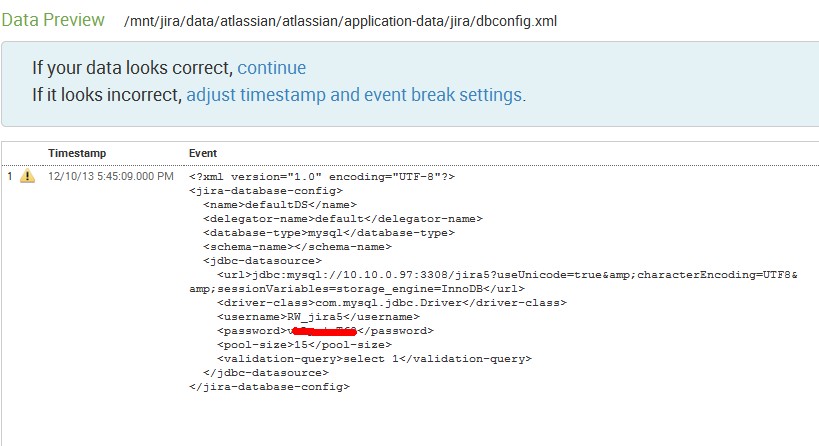 Data Preview /mnt/jira/data/atlassian/atlassian/application-data/jira/dbconfig.xml
If your data looks correct, continue
If it looks incorrect, adjust timestamp and event break settings.
Timestamp Event
1 12/10/13 5:45:09.000 PM <?xml version="1.0" encoding="UTF-8"?>
<jira-database-config>
<name>defaultDS</name>
<delegator-name>default</delegator-name>
<database-type>mysql</database-type>
<schema-name></schema-name>
<jdbc-datasource>
<url>jdbc:mysql://10.10.0.97:3308/jira5?useUnicode=true&amp;characterEncoding=UTF8&
amp;sessionVariables=storage_engine=InnoDB</url>
<driver-class>com.mysql.jdbc.Driver</driver-class>
<username>RW_jira5</username>
<password></password>
<pool-size>15</pool-size>
<validation-query>select 1</validation-query>
</jdbc-datasource>
</jira-database-config>